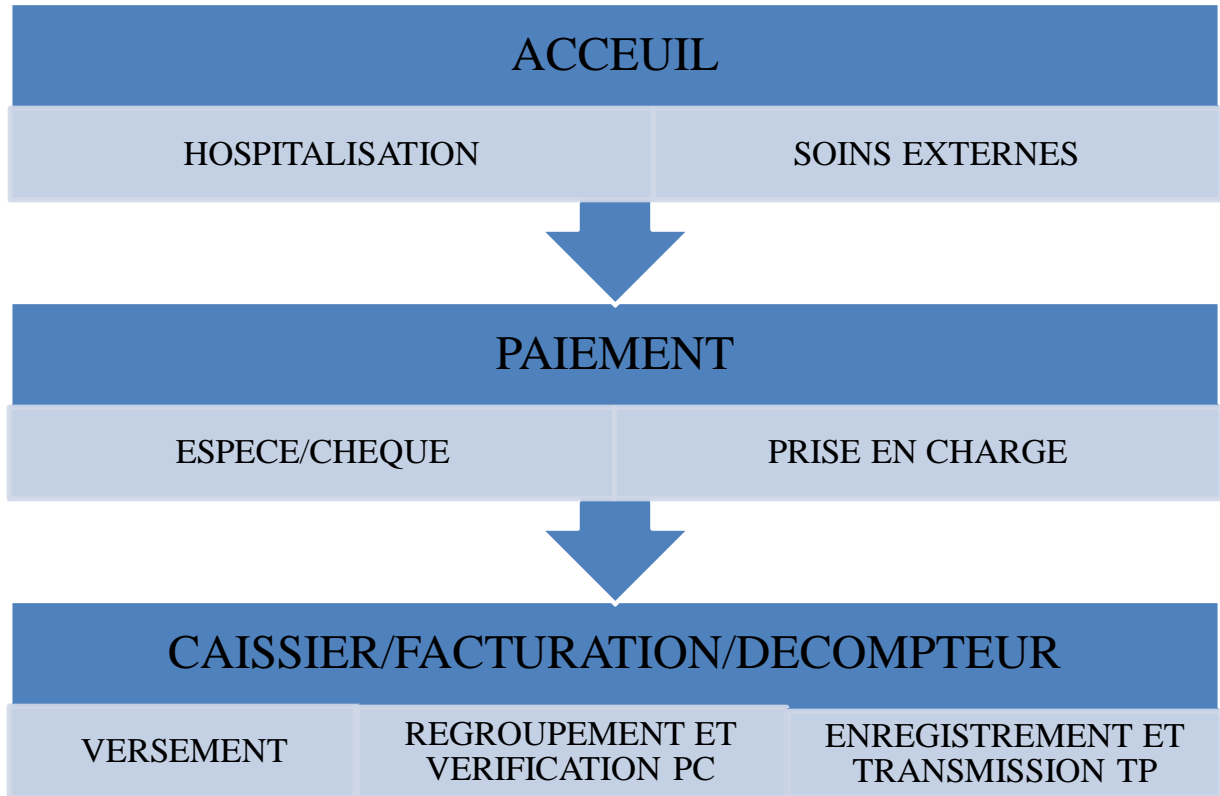 ACCEUIL
HOSPITALISATION
SOINS EXTERNES
PAIEMENT
ESPECE/CHEQUE
PRISE EN CHARGE
CAISSIER/FACTURATION/DECOMPTEUR
VERSEMENT
REGROUPEMENT ET
VERIFICATION PC
ENREGISTREMENT ET
TRANSMISSION TP